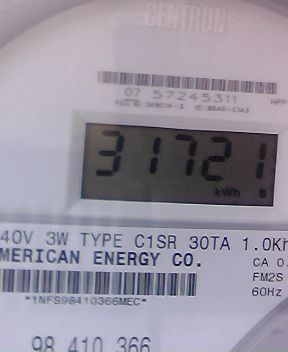 CENTRON®
07 57245311
HPP
31721
kWh
40V 3W TYPE C1SR 30TA 1.0Kh
MERICAN ENERGY CO.
CA 0.
FM2S
*1NFS98410366MEC*
60Hz
98 410 366